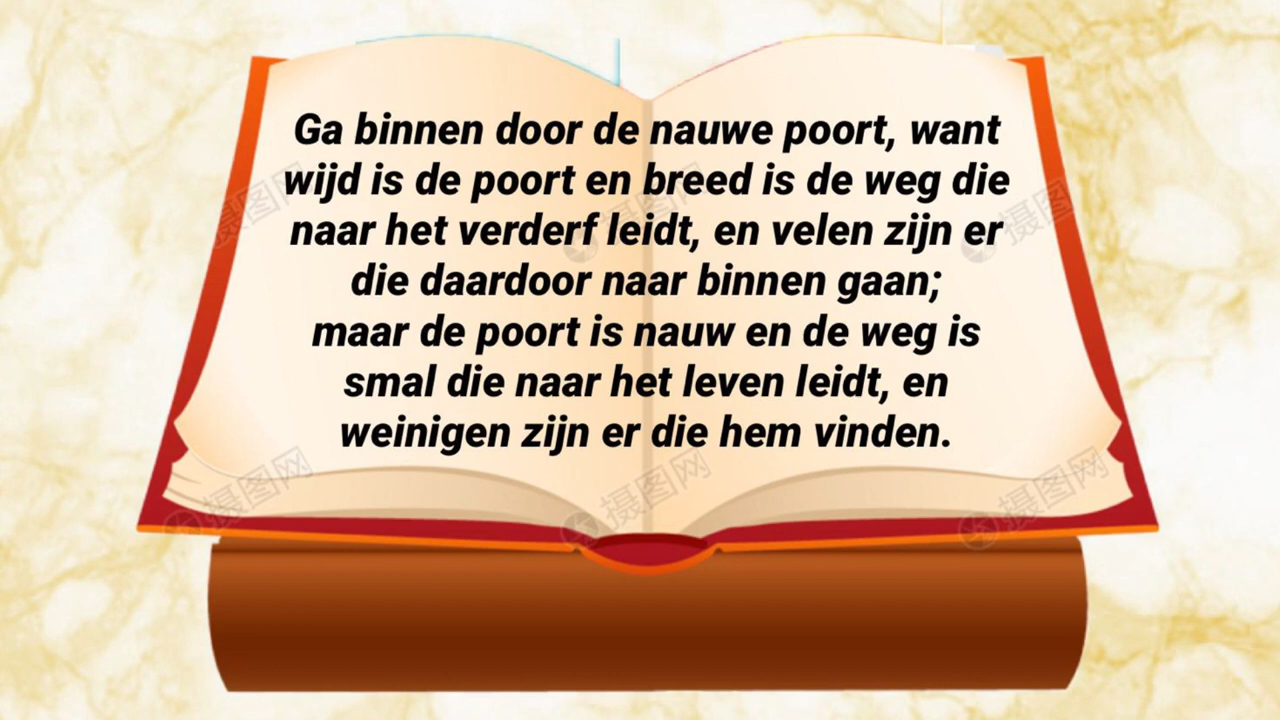 Ga binnen door de nauwe poort, want
wijd is de poort en breed is de weg die
naar het verderf leidt, en velen zijn er
die daardoor naar binnen gaan;
maar de poort is nauw en de weg is
smal die naar het leven leidt, en
weinigen zijn er die hem vinden.
摄图网
摄图网
摄图网
摄图网
摄图网
摄图网